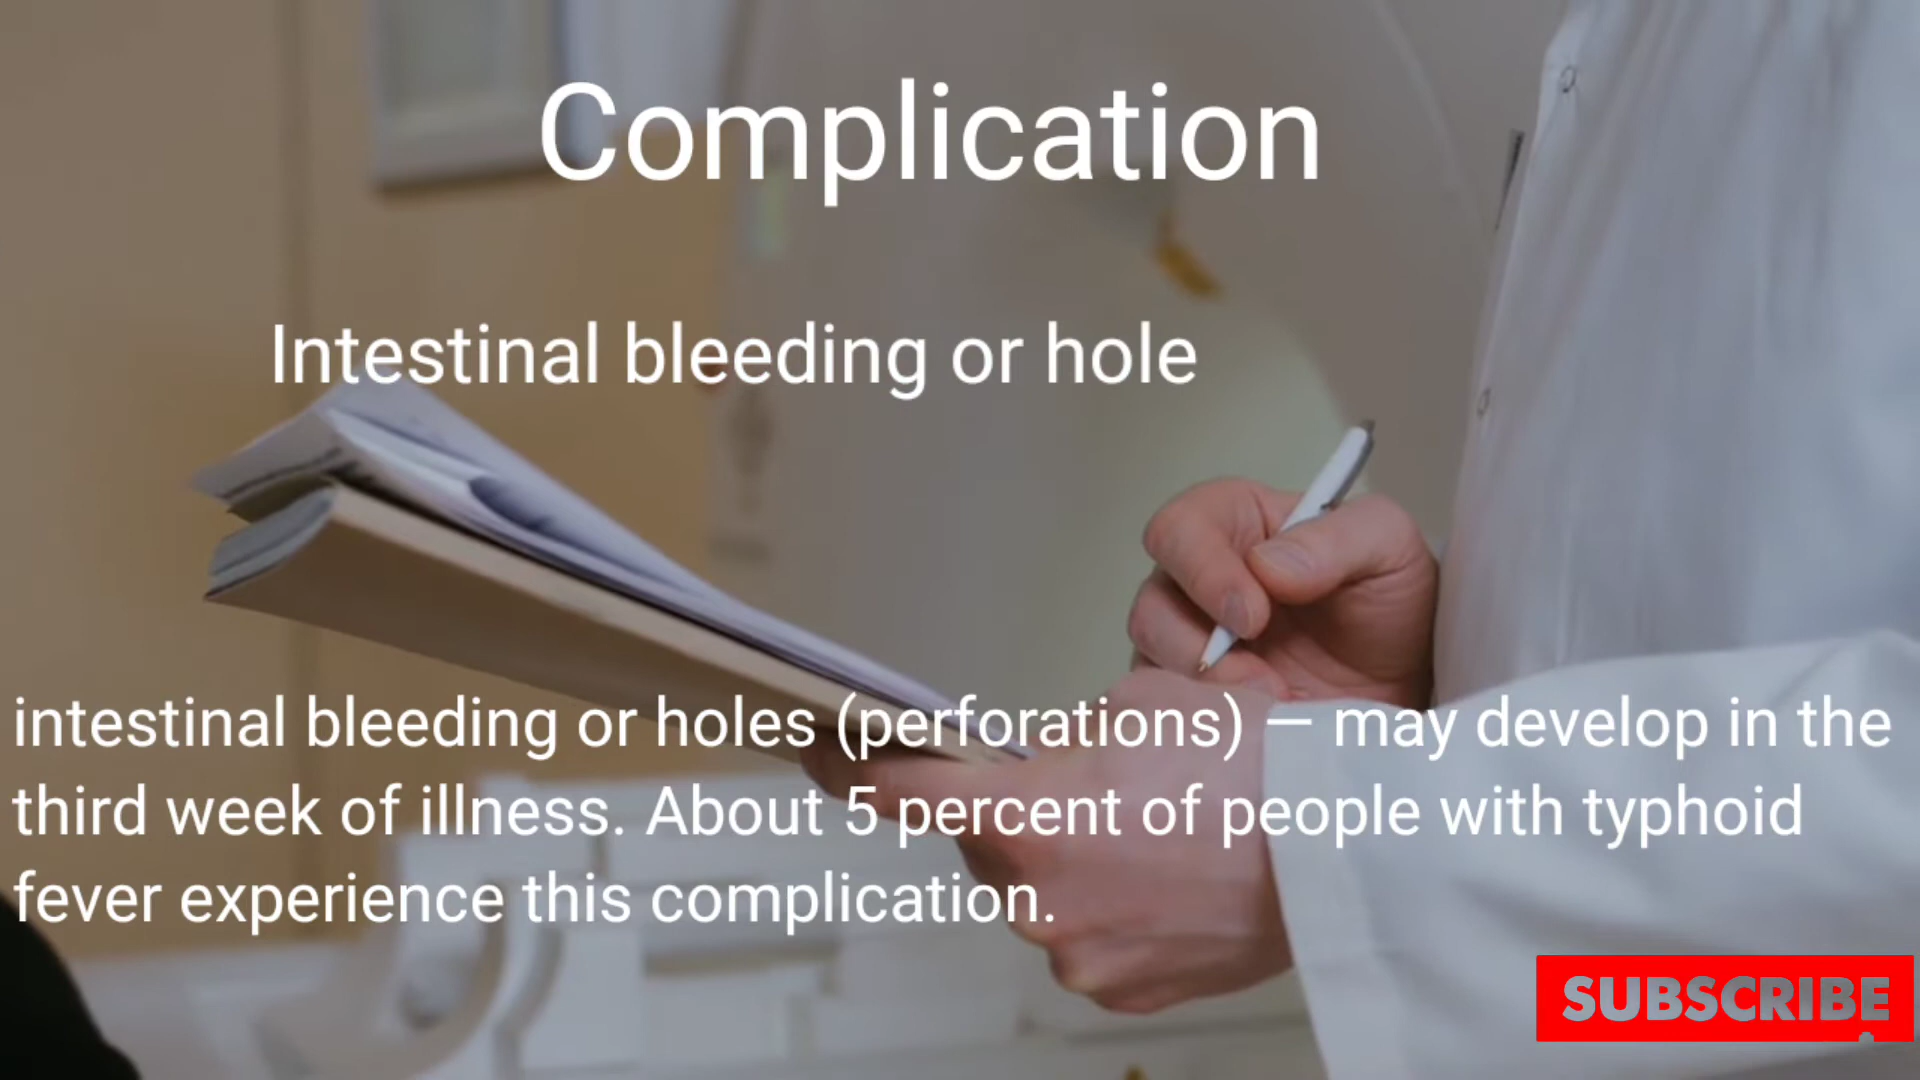 Complication
Intestinal bleeding or hole
intestinal bleeding or holes (perforations) — may develop in the
third week of illness. About 5 percent of people with typhoid
fever experience this complication.
SUBSCRIBE